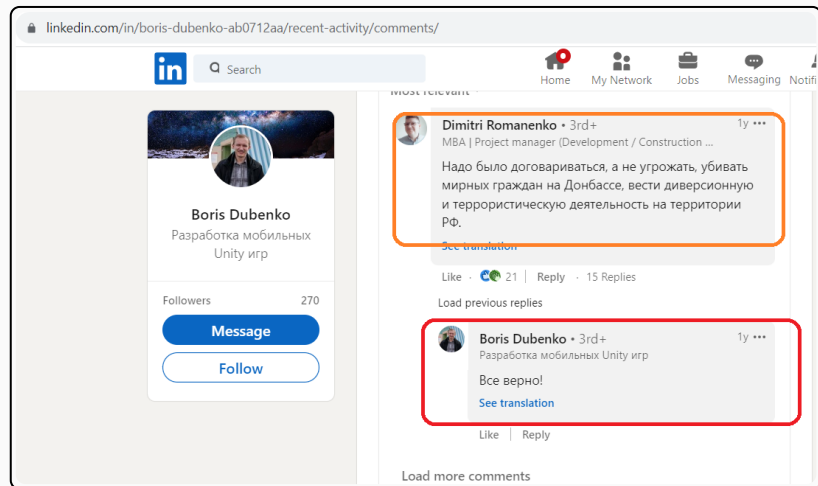 linkedin.com/in/boris-dubenko-ab0712aa/recent-activity/comments/
in
Search
Home
My Network
Jobs
Messaging
Most relevant
Boris Dubenko
Разработка мобильных
Unity игр
Followers 270
Message
Follow
Dimitri Romanenko • 3rd+
1y •••
MBA | Project manager (Development / Construction ...
Надо было договариваться, а не угрожать, убивать
мирных граждан на Донбассе, вести диверсионную
и террористическую деятельность на территории
РФ.
See translation
Like · 21 | Reply · 15 Replies
Load previous replies
Boris Dubenko • 3rd+
1y •••
Разработка мобильных Unity игр
Все верно!
See translation
Like | Reply
Load more comments